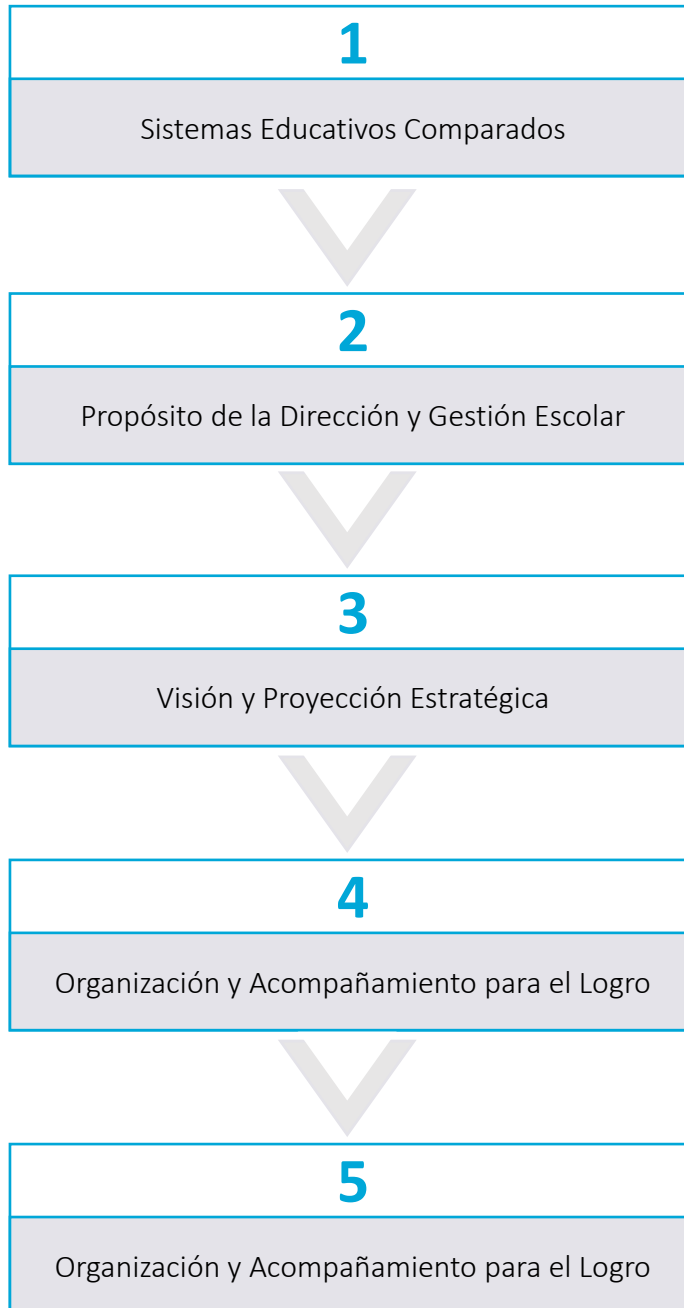 1
Sistemas Educativos Comparados
2
Propósito de la Dirección y Gestión Escolar
3
Visión y Proyección Estratégica
4
Organización y Acompañamiento para el Logro
5
Organización y Acompañamiento para el Logro